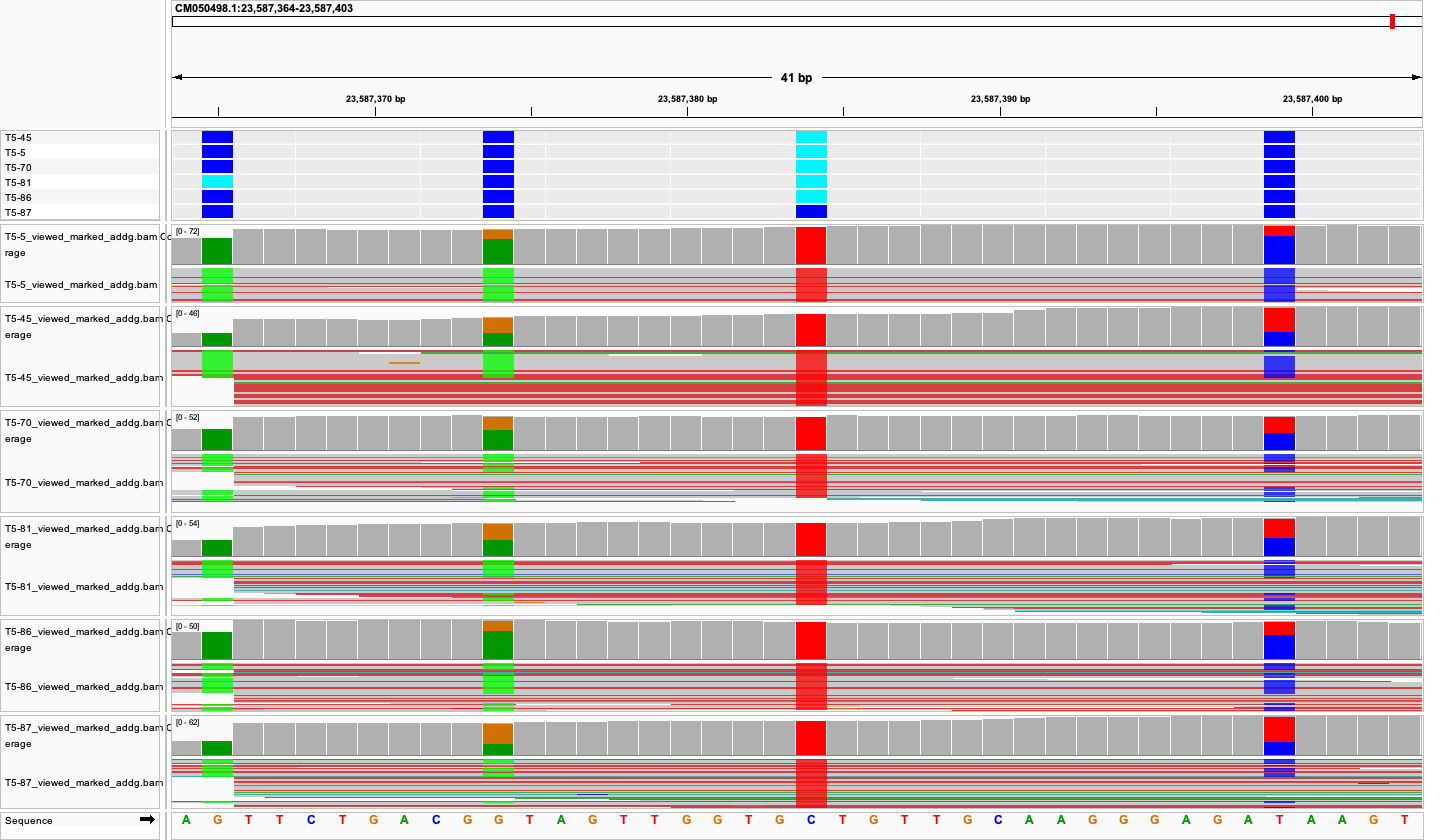 CM050498.1:23,587,364-23,587,403
41 bp
23,587,370 bp 23,587,380 bp 23,587,390 bp 23,587,400 bp
T5-45
T5-5
T5-70
T5-81
T5-86
T5-87
T5-5_viewed_marked_addg.bam Co
rage
[0 - 72]
T5-5_viewed_marked_addg.bam
T5-45_viewed_marked_addg.bam C
erage
[0 - 46]
T5-45_viewed_marked_addg.bam
T5-70_viewed_marked_addg.bam C
erage
[0 - 52]
T5-70_viewed_marked_addg.bam
T5-81_viewed_marked_addg.bam C
erage
[0 - 54]
T5-81_viewed_marked_addg.bam
T5-86_viewed_marked_addg.bam C
erage
[0 - 50]
T5-86_viewed_marked_addg.bam
T5-87_viewed_marked_addg.bam C
erage
[0 - 62]
T5-87_viewed_marked_addg.bam
Sequence A G T T C T G A C G G T A G T T G G T G C T G T T G C A A G G G A G A T A A G T